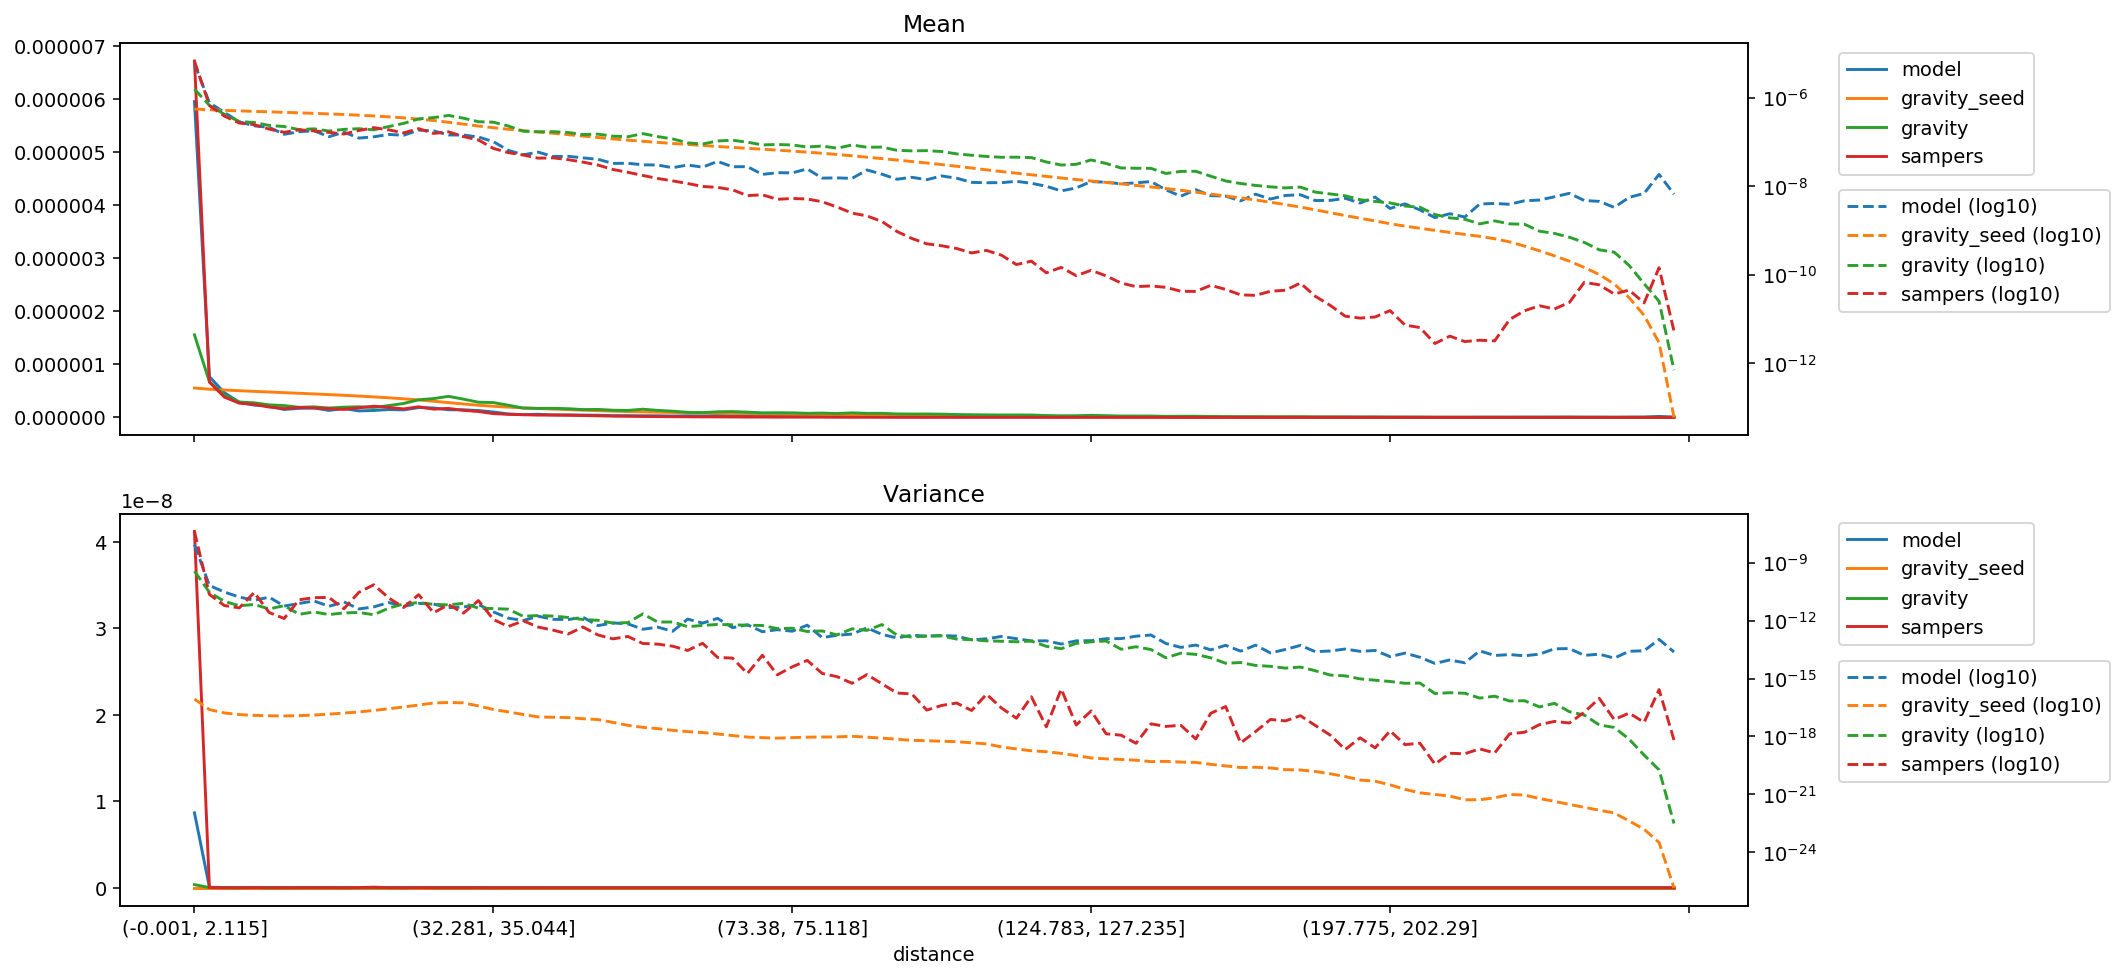 Mean
0.000007
0.000006
0.000005
0.000004
0.000003
0.000002
0.000001
0.000000
10⁻⁶
10⁻⁸
10⁻¹⁰
10⁻¹²
model
gravity_seed
gravity
sampers
model (log10)
gravity_seed (log10)
gravity (log10)
sampers (log10)
Variance
1e−8
4
3
2
1
0
10⁻⁹
10⁻¹²
10⁻¹⁵
10⁻¹⁸
10⁻²¹
10⁻²⁴
model
gravity_seed
gravity
sampers
model (log10)
gravity_seed (log10)
gravity (log10)
sampers (log10)
(-0.001, 2.115] (32.281, 35.044] (73.38, 75.118] (124.783, 127.235] (197.775, 202.29]
distance